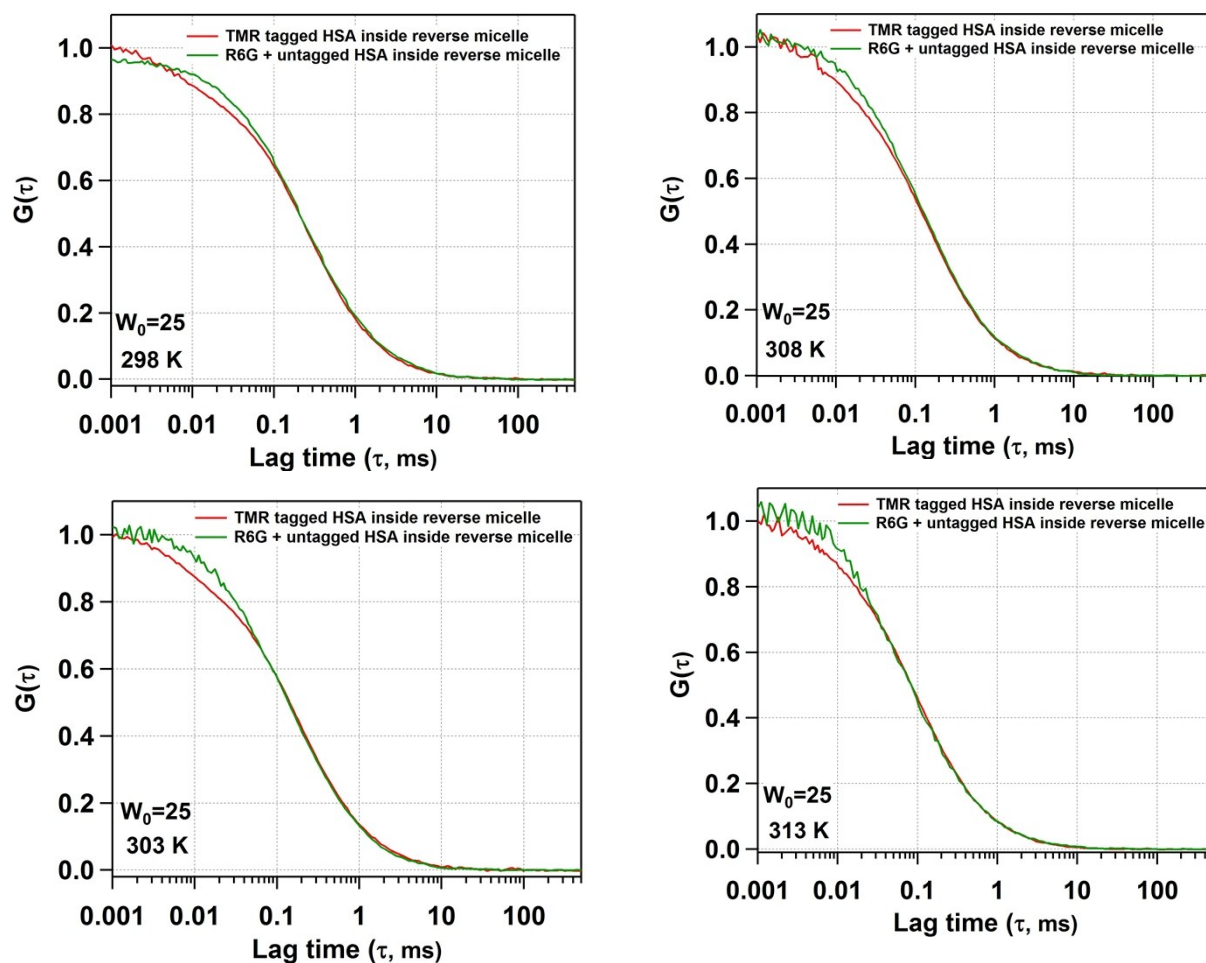 TMR tagged HSA inside reverse micelle
R6G + untagged HSA inside reverse micelle
1.0
0.8
0.6
0.4
0.2
0.0
G(τ)
W₀=25
298 K
0.001 0.01 0.1 1 10 100
Lag time (τ, ms)
TMR tagged HSA inside reverse micelle
R6G + untagged HSA inside reverse micelle
1.0
0.8
0.6
0.4
0.2
0.0
G(τ)
W₀=25
308 K
0.001 0.01 0.1 1 10 100
Lag time (τ, ms)
TMR tagged HSA inside reverse micelle
R6G + untagged HSA inside reverse micelle
1.0
0.8
0.6
0.4
0.2
0.0
G(τ)
W₀=25
303 K
0.001 0.01 0.1 1 10 100
Lag time (τ, ms)
TMR tagged HSA inside reverse micelle
R6G + untagged HSA inside reverse micelle
1.0
0.8
0.6
0.4
0.2
0.0
G(τ)
W₀=25
313 K
0.001 0.01 0.1 1 10 100
Lag time (τ, ms)